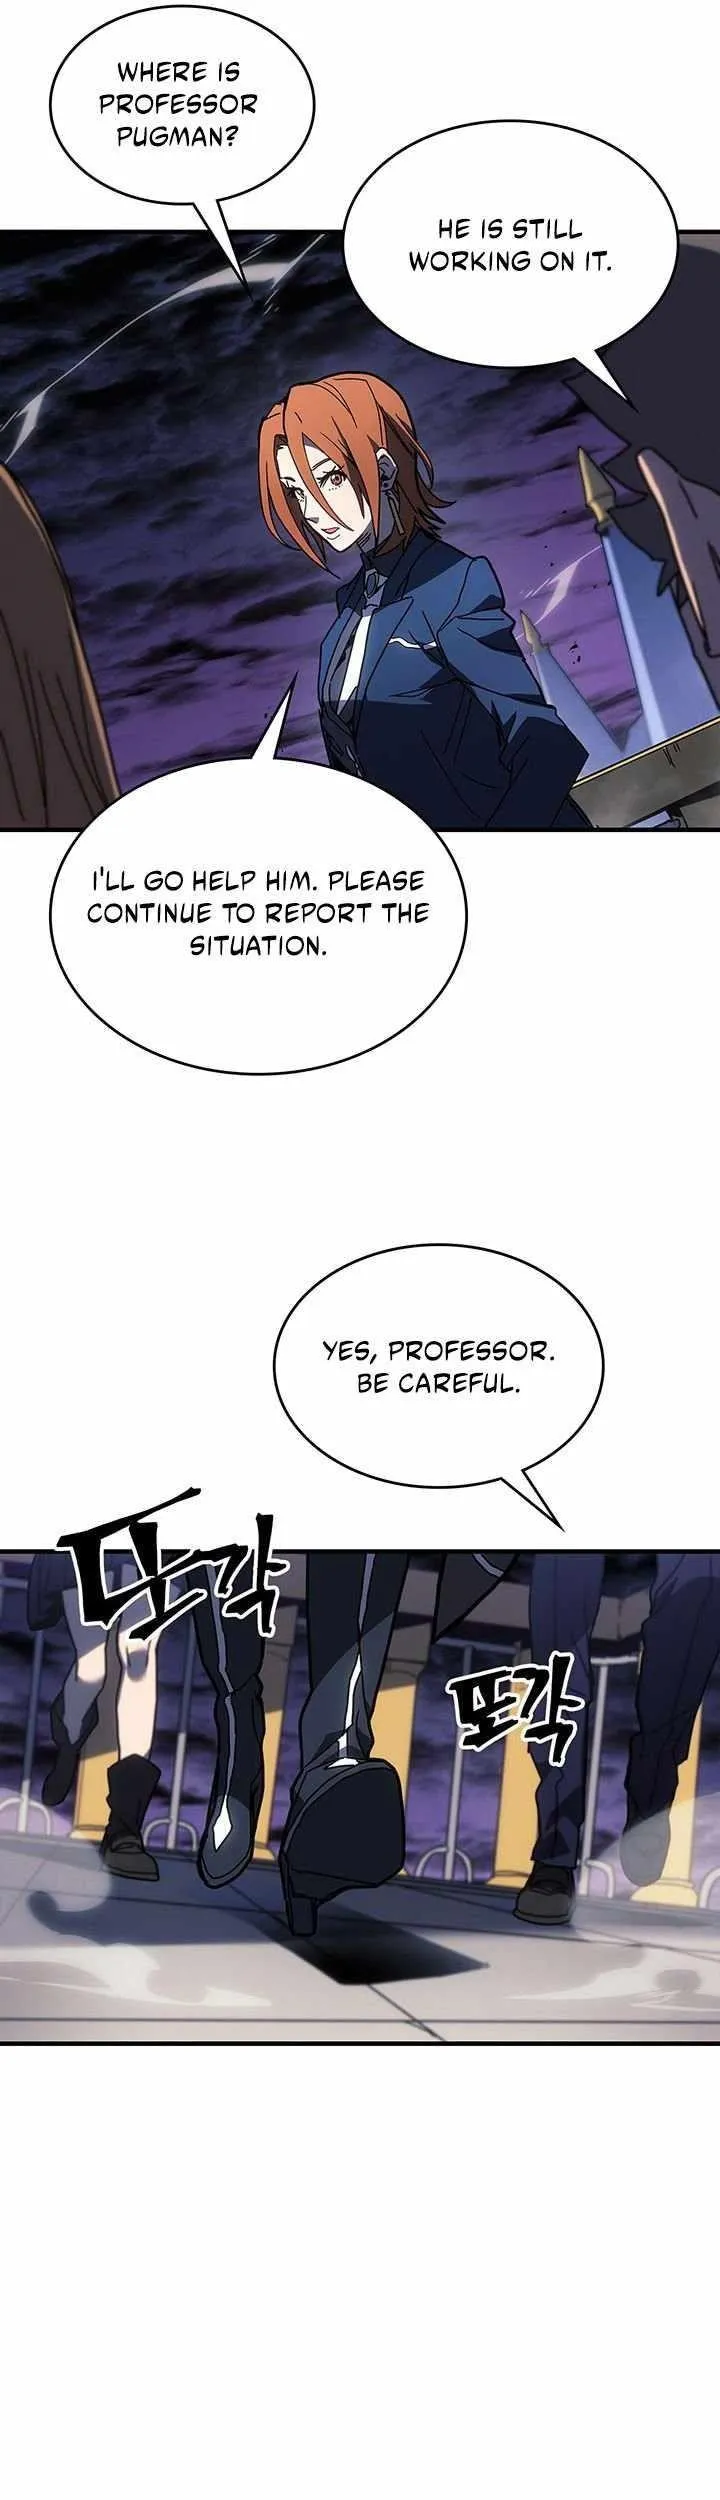 WHERE IS
PROFESSOR
PUGMAN?
HE IS STILL
WORKING ON IT.
I'LL GO HELP HIM. PLEASE
CONTINUE TO REPORT THE
SITUATION.
YES, PROFESSOR.
BE CAREFUL.
또각
또각